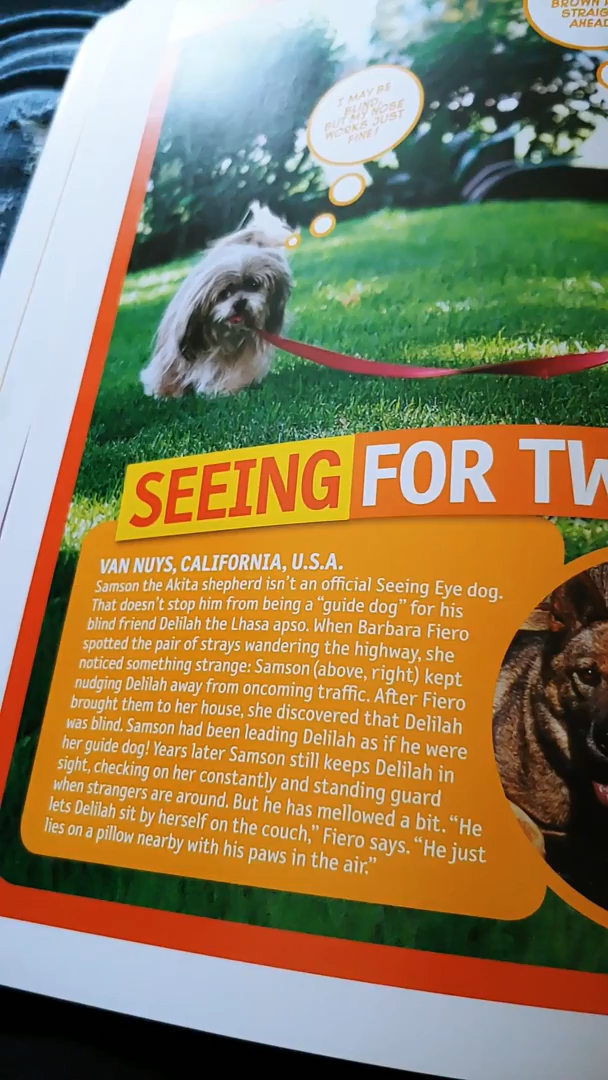 BROWN
STRAIG
AHEAD
I MAY BE
BLIND,
BUT MY NOSE
WORKS JUST
FINE!
SEEING FOR TW
VAN NUYS, CALIFORNIA, U.S.A.
Samson the Akita shepherd isn't an official Seeing Eye dog.
That doesn't stop him from being a "guide dog" for his
blind friend Delilah the Lhasa apso. When Barbara Fiero
spotted the pair of strays wandering the highway, she
noticed something strange: Samson (above, right) kept
nudging Delilah away from oncoming traffic. After Fiero
brought them to her house, she discovered that Delilah
was blind. Samson had been leading Delilah as if he were
her guide dog! Years later Samson still keeps Delilah in
sight, checking on her constantly and standing guard
when strangers are around. But he has mellowed a bit. "He
lets Delilah sit by herself on the couch," Fiero says. "He just
lies on a pillow nearby with his paws in the air."